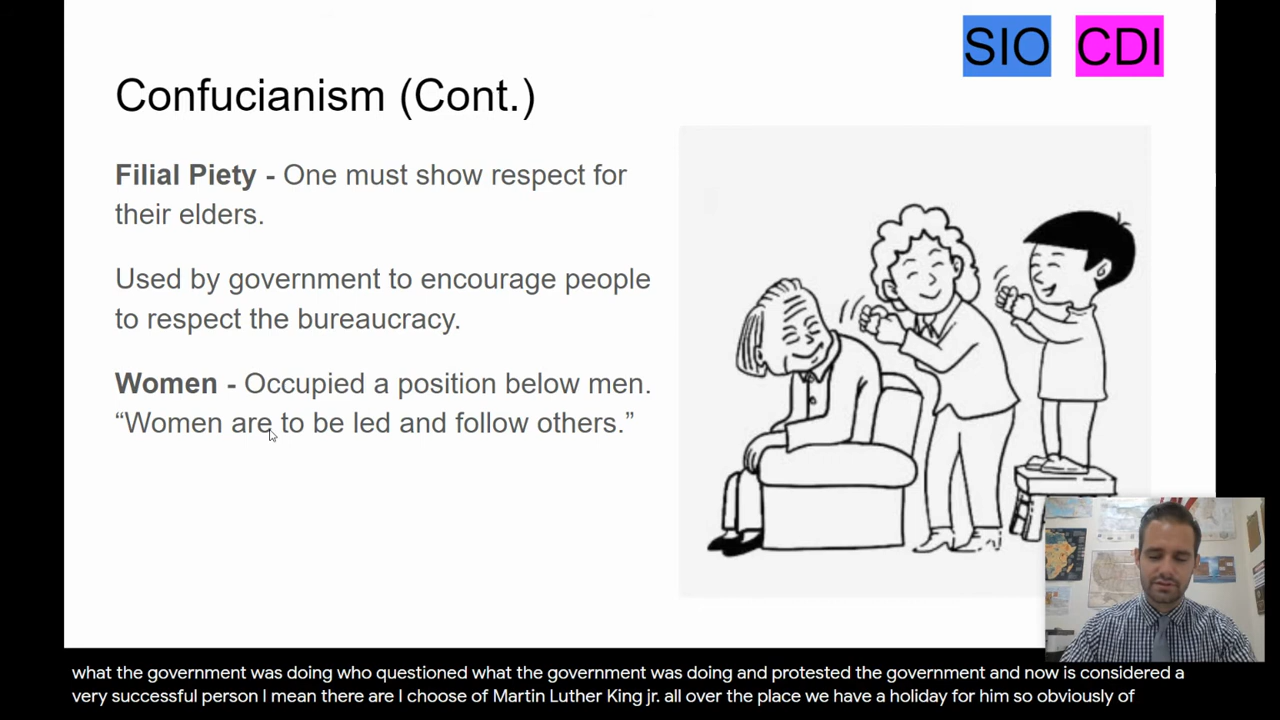 SIO CDI
Confucianism (Cont.)
Filial Piety - One must show respect for
their elders.
Used by government to encourage people
to respect the bureaucracy.
Women - Occupied a position below men.
“Women are to be led and follow others.”
what the government was doing who questioned what the government was doing and protested the government and now is considered a
very successful person I mean there are I choose of Martin Luther King jr. all over the place we have a holiday for him so obviously of